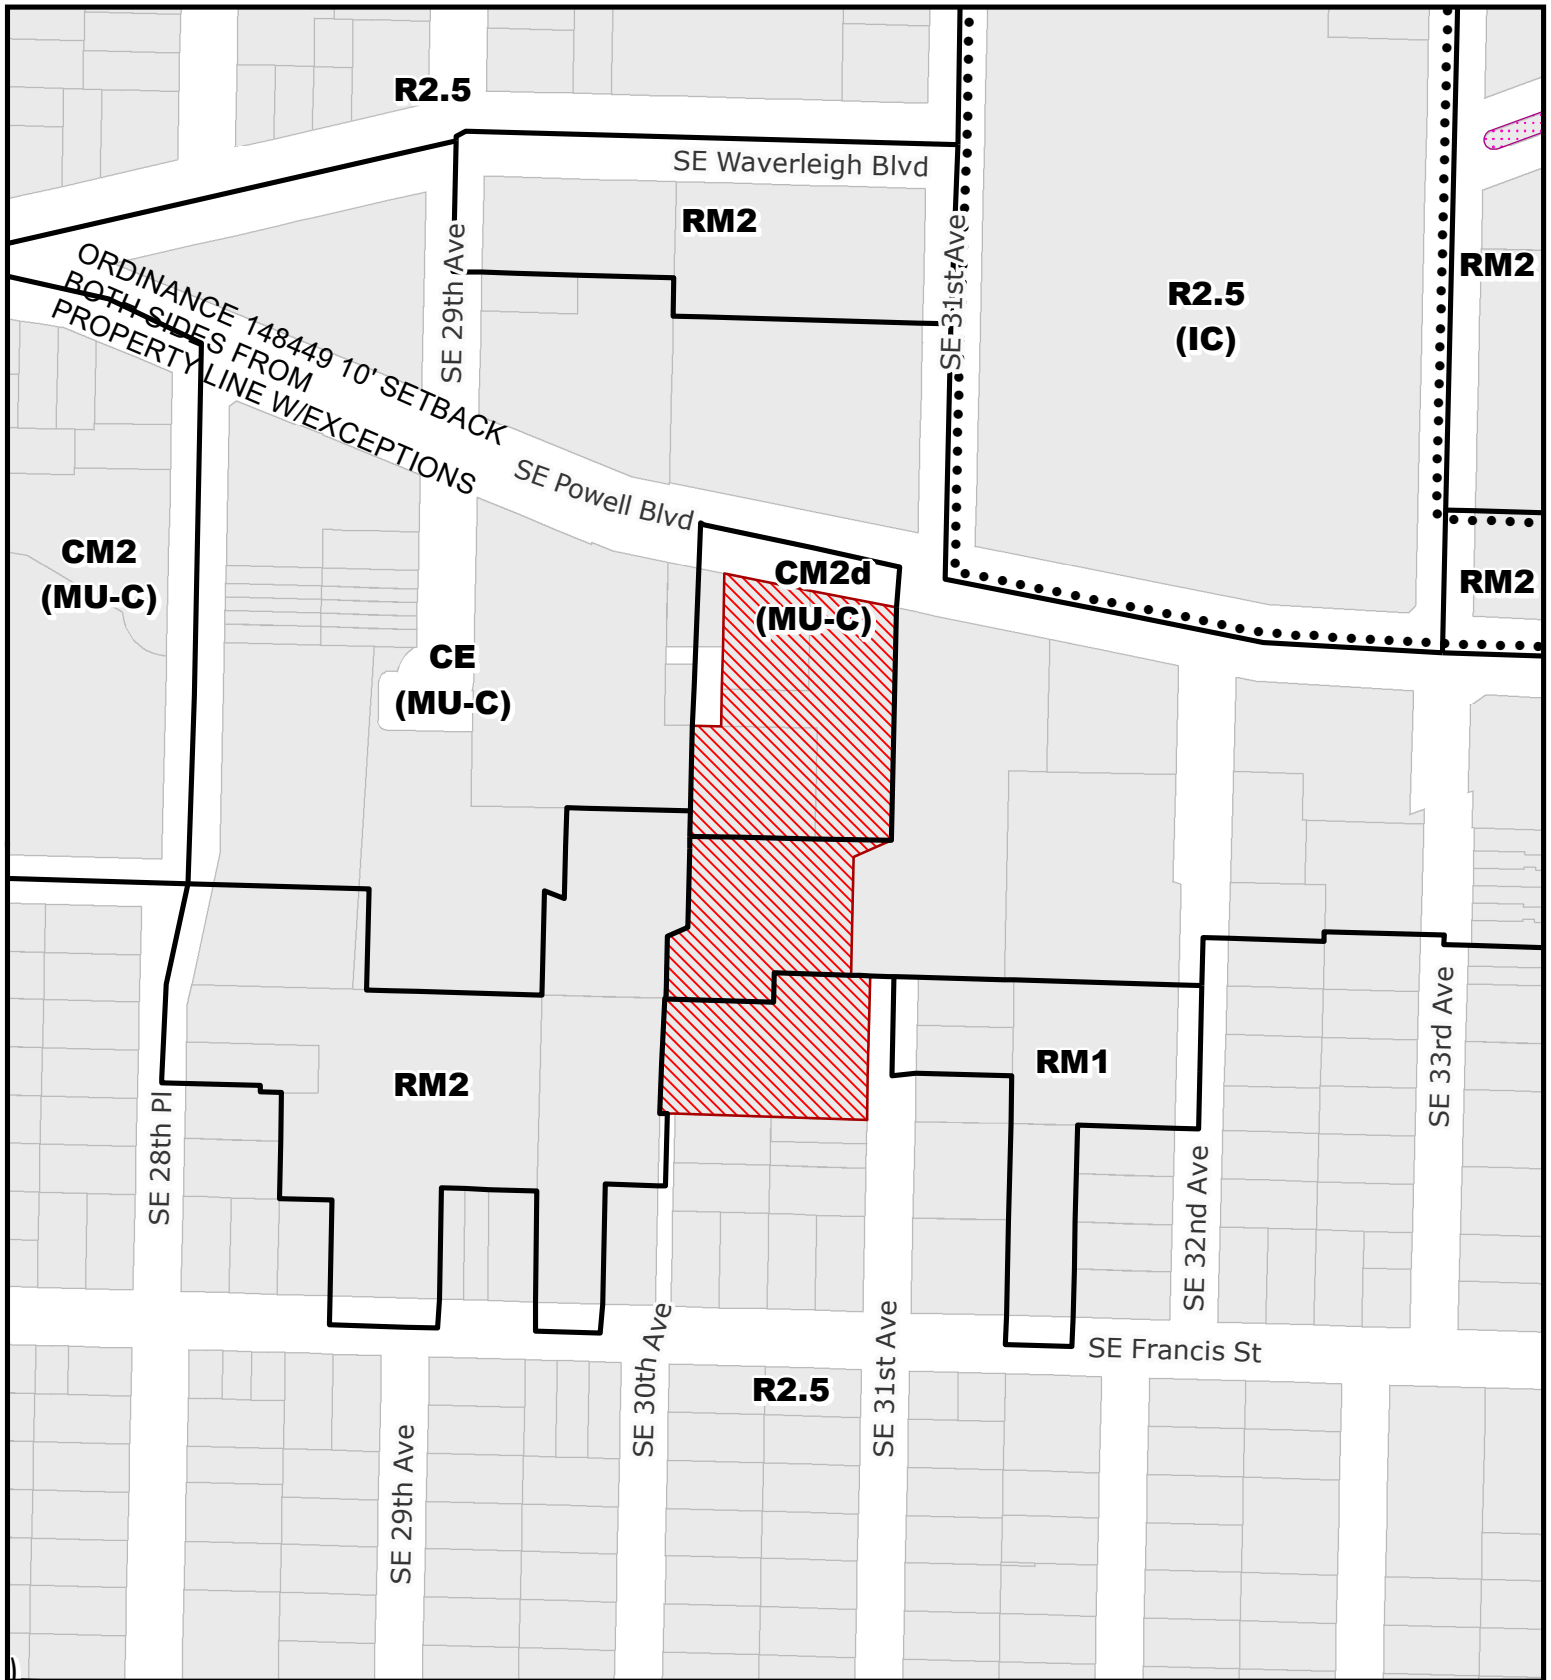 R2.5
SE Waverleigh Blvd
RM2
SE 29th Ave
SE 31st Ave
RM2
R2.5
(IC)
ORDINANCE 148449 10' SETBACK
BOTH SIDES FROM
PROPERTY LINE W/EXCEPTIONS
SE Powell Blvd
CM2
(MU-C)
CM2d
(MU-C)
RM2
CE
(MU-C)
RM2
RM1
SE 33rd Ave
SE 28th Pl
SE 32nd Ave
SE 30th Ave
SE 31st Ave
SE Francis St
R2.5
SE 29th Ave
)